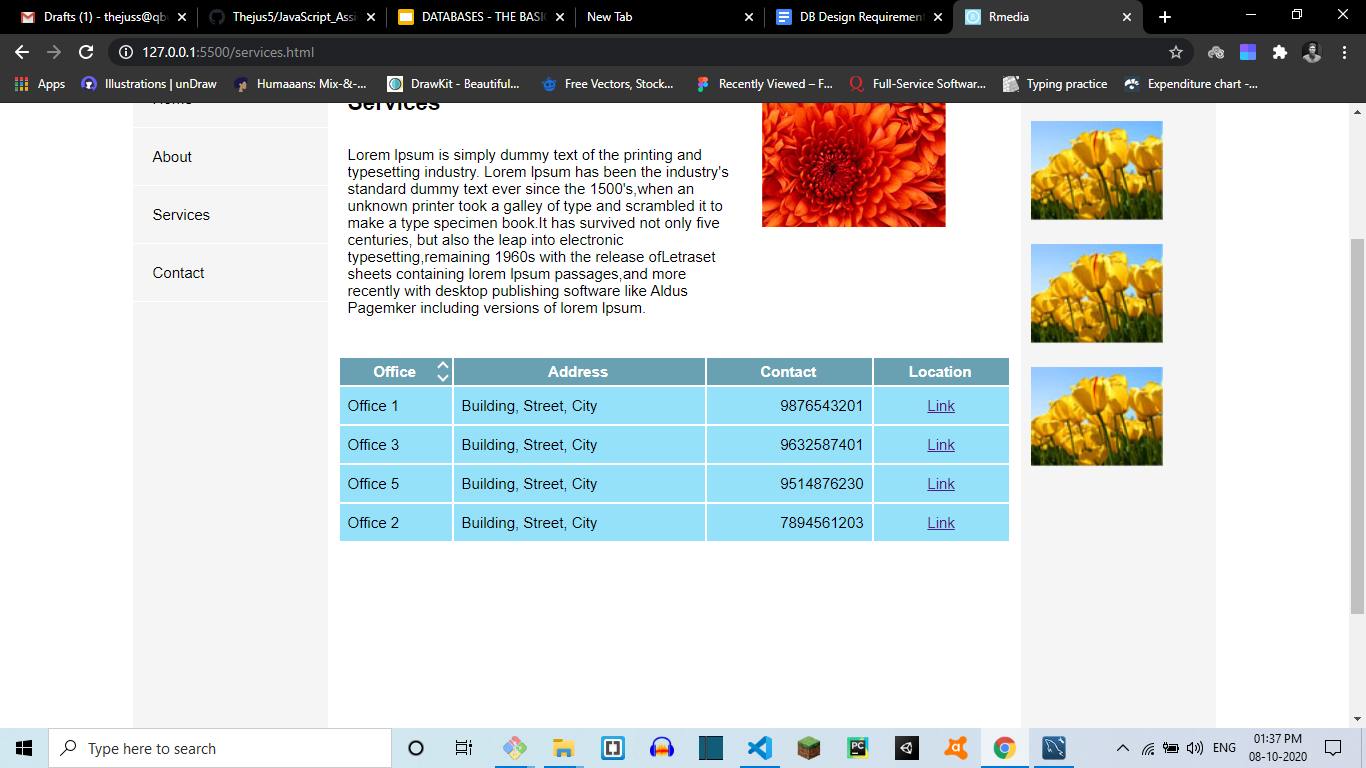 Drafts (1) - thejuss@qb
Thejus5/JavaScript_Assi
DATABASES - THE BASI
New Tab
DB Design Requirement
Rmedia
127.0.0.1:5500/services.html
Apps
Illustrations | unDraw
Humaaans: Mix-&-...
DrawKit - Beautiful...
Free Vectors, Stock...
Recently Viewed – F...
Full-Service Softwar...
Typing practice
Expenditure chart -...
Home
About
Services
Contact
Services
Lorem Ipsum is simply dummy text of the printing and
typesetting industry. Lorem Ipsum has been the industry's
standard dummy text ever since the 1500's,when an
unknown printer took a galley of type and scrambled it to
make a type specimen book.It has survived not only five
centuries, but also the leap into electronic
typesetting,remaining 1960s with the release ofLetraset
sheets containing lorem Ipsum passages,and more
recently with desktop publishing software like Aldus
Pagemker including versions of lorem Ipsum.
Office Address Contact Location
Office 1 Building, Street, City 9876543201 Link
Office 3 Building, Street, City 9632587401 Link
Office 5 Building, Street, City 9514876230 Link
Office 2 Building, Street, City 7894561203 Link
Type here to search
ENG
01:37 PM
08-10-2020